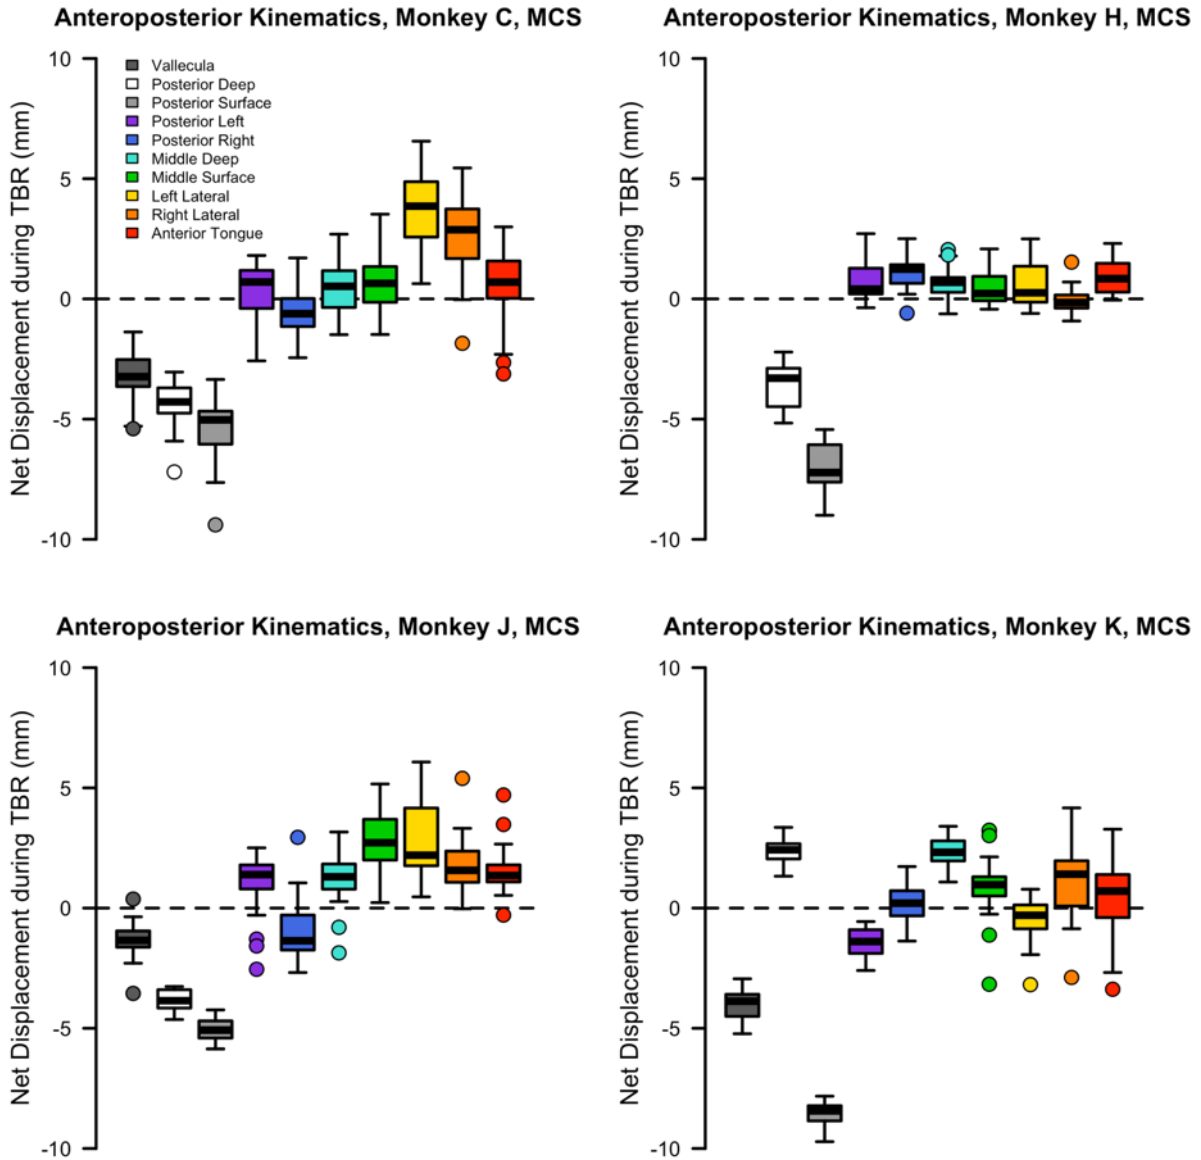 Anteroposterior Kinematics, Monkey C, MCS
Net Displacement during TBR (mm)
10
5
0
-5
-10
Vallecula
Posterior Deep
Posterior Surface
Posterior Left
Posterior Right
Middle Deep
Middle Surface
Left Lateral
Right Lateral
Anterior Tongue
Anteroposterior Kinematics, Monkey H, MCS
Net Displacement during TBR (mm)
10
5
0
-5
-10
Anteroposterior Kinematics, Monkey J, MCS
Net Displacement during TBR (mm)
10
5
0
-5
-10
Anteroposterior Kinematics, Monkey K, MCS
Net Displacement during TBR (mm)
10
5
0
-5
-10